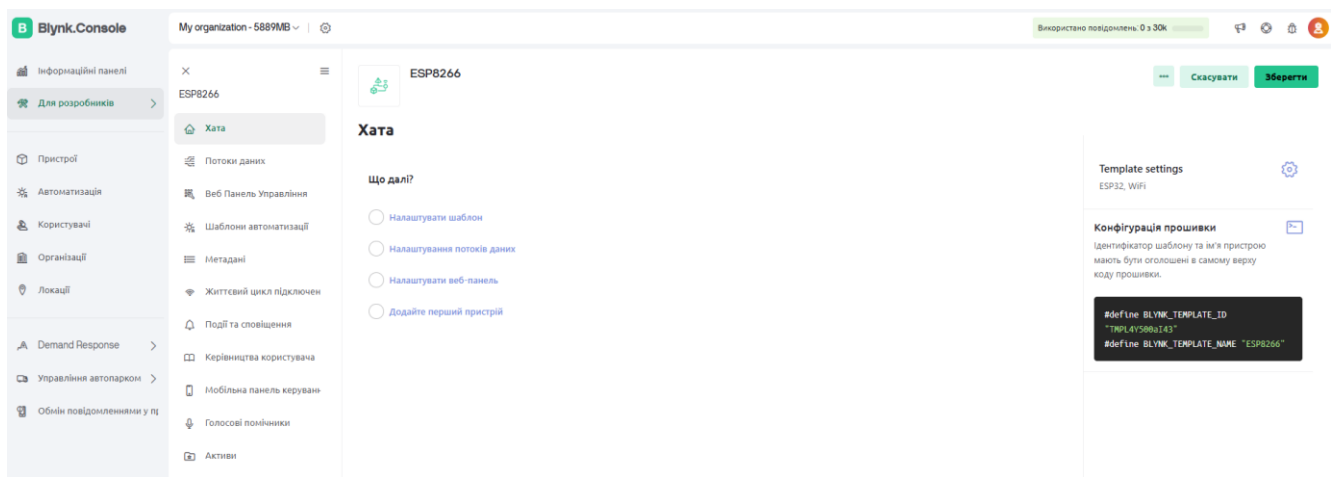 B Blynk.Console
My organization - 5889MB
Використано повідомлень: 0 з 30k
Інформаційні панелі
Для розробників
Пристрої
Автоматизація
Користувачі
Організації
Локації
Demand Response
Управління автопарком
Обмін повідомленнями у пр
ESP8266
Хата
Потоки даних
Веб Панель Управління
Шаблони автоматизації
Метадані
Життєвий цикл підключен
Події та сповіщення
Керівництва користувача
Мобільна панель керуванн
Голосові помічники
Активи
ESP8266
Скасувати
Зберегти
Хата
Що далі?
Налаштувати шаблон
Налаштування потоків даних
Налаштувати веб-панель
Додайте перший пристрій
Template settings
ESP32, WiFi
Конфігурація прошивки
Ідентифікатор шаблону та ім'я пристрою
мають бути оголошені в самому верху
коду прошивки.
#define BLYNK_TEMPLATE_ID
"TMPL4Y500aI43"
#define BLYNK_TEMPLATE_NAME "ESP8266"